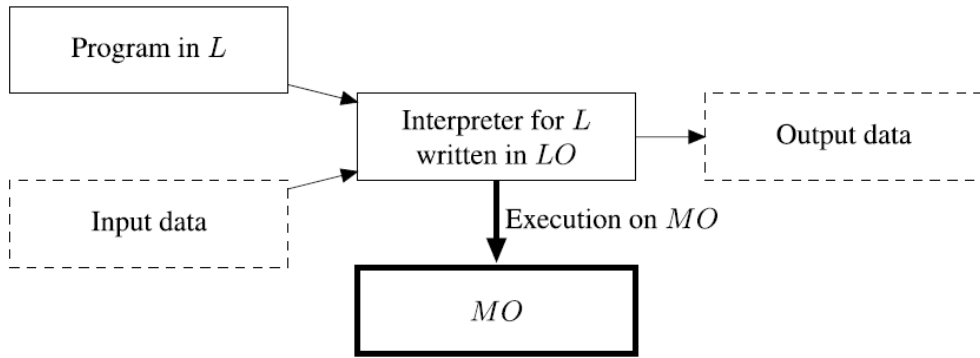 Program in L
Interpreter for L
written in LO
Output data
Input data
Execution on MO
MO